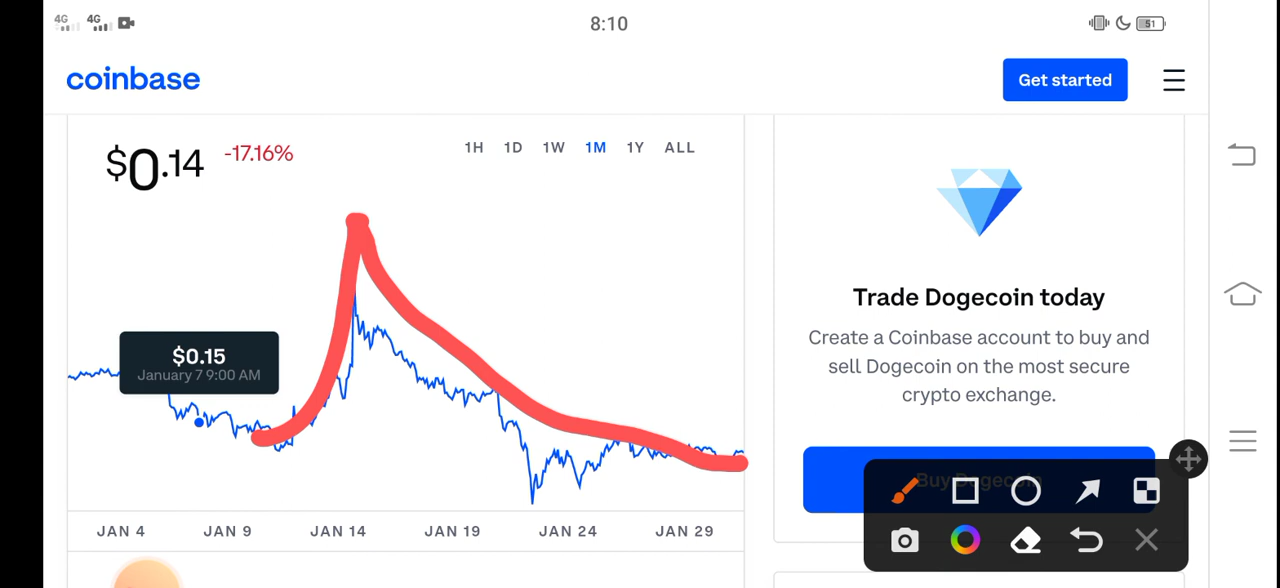 4G 4G 8:10 51
coinbase Get started
$0.14 -17.16% 1H 1D 1W 1M 1Y ALL
Trade Dogecoin today
Create a Coinbase account to buy and
sell Dogecoin on the most secure
crypto exchange.
$0.15
January 7 9:00 AM
Buy Dogecoin
JAN 4 JAN 9 JAN 14 JAN 19 JAN 24 JAN 29